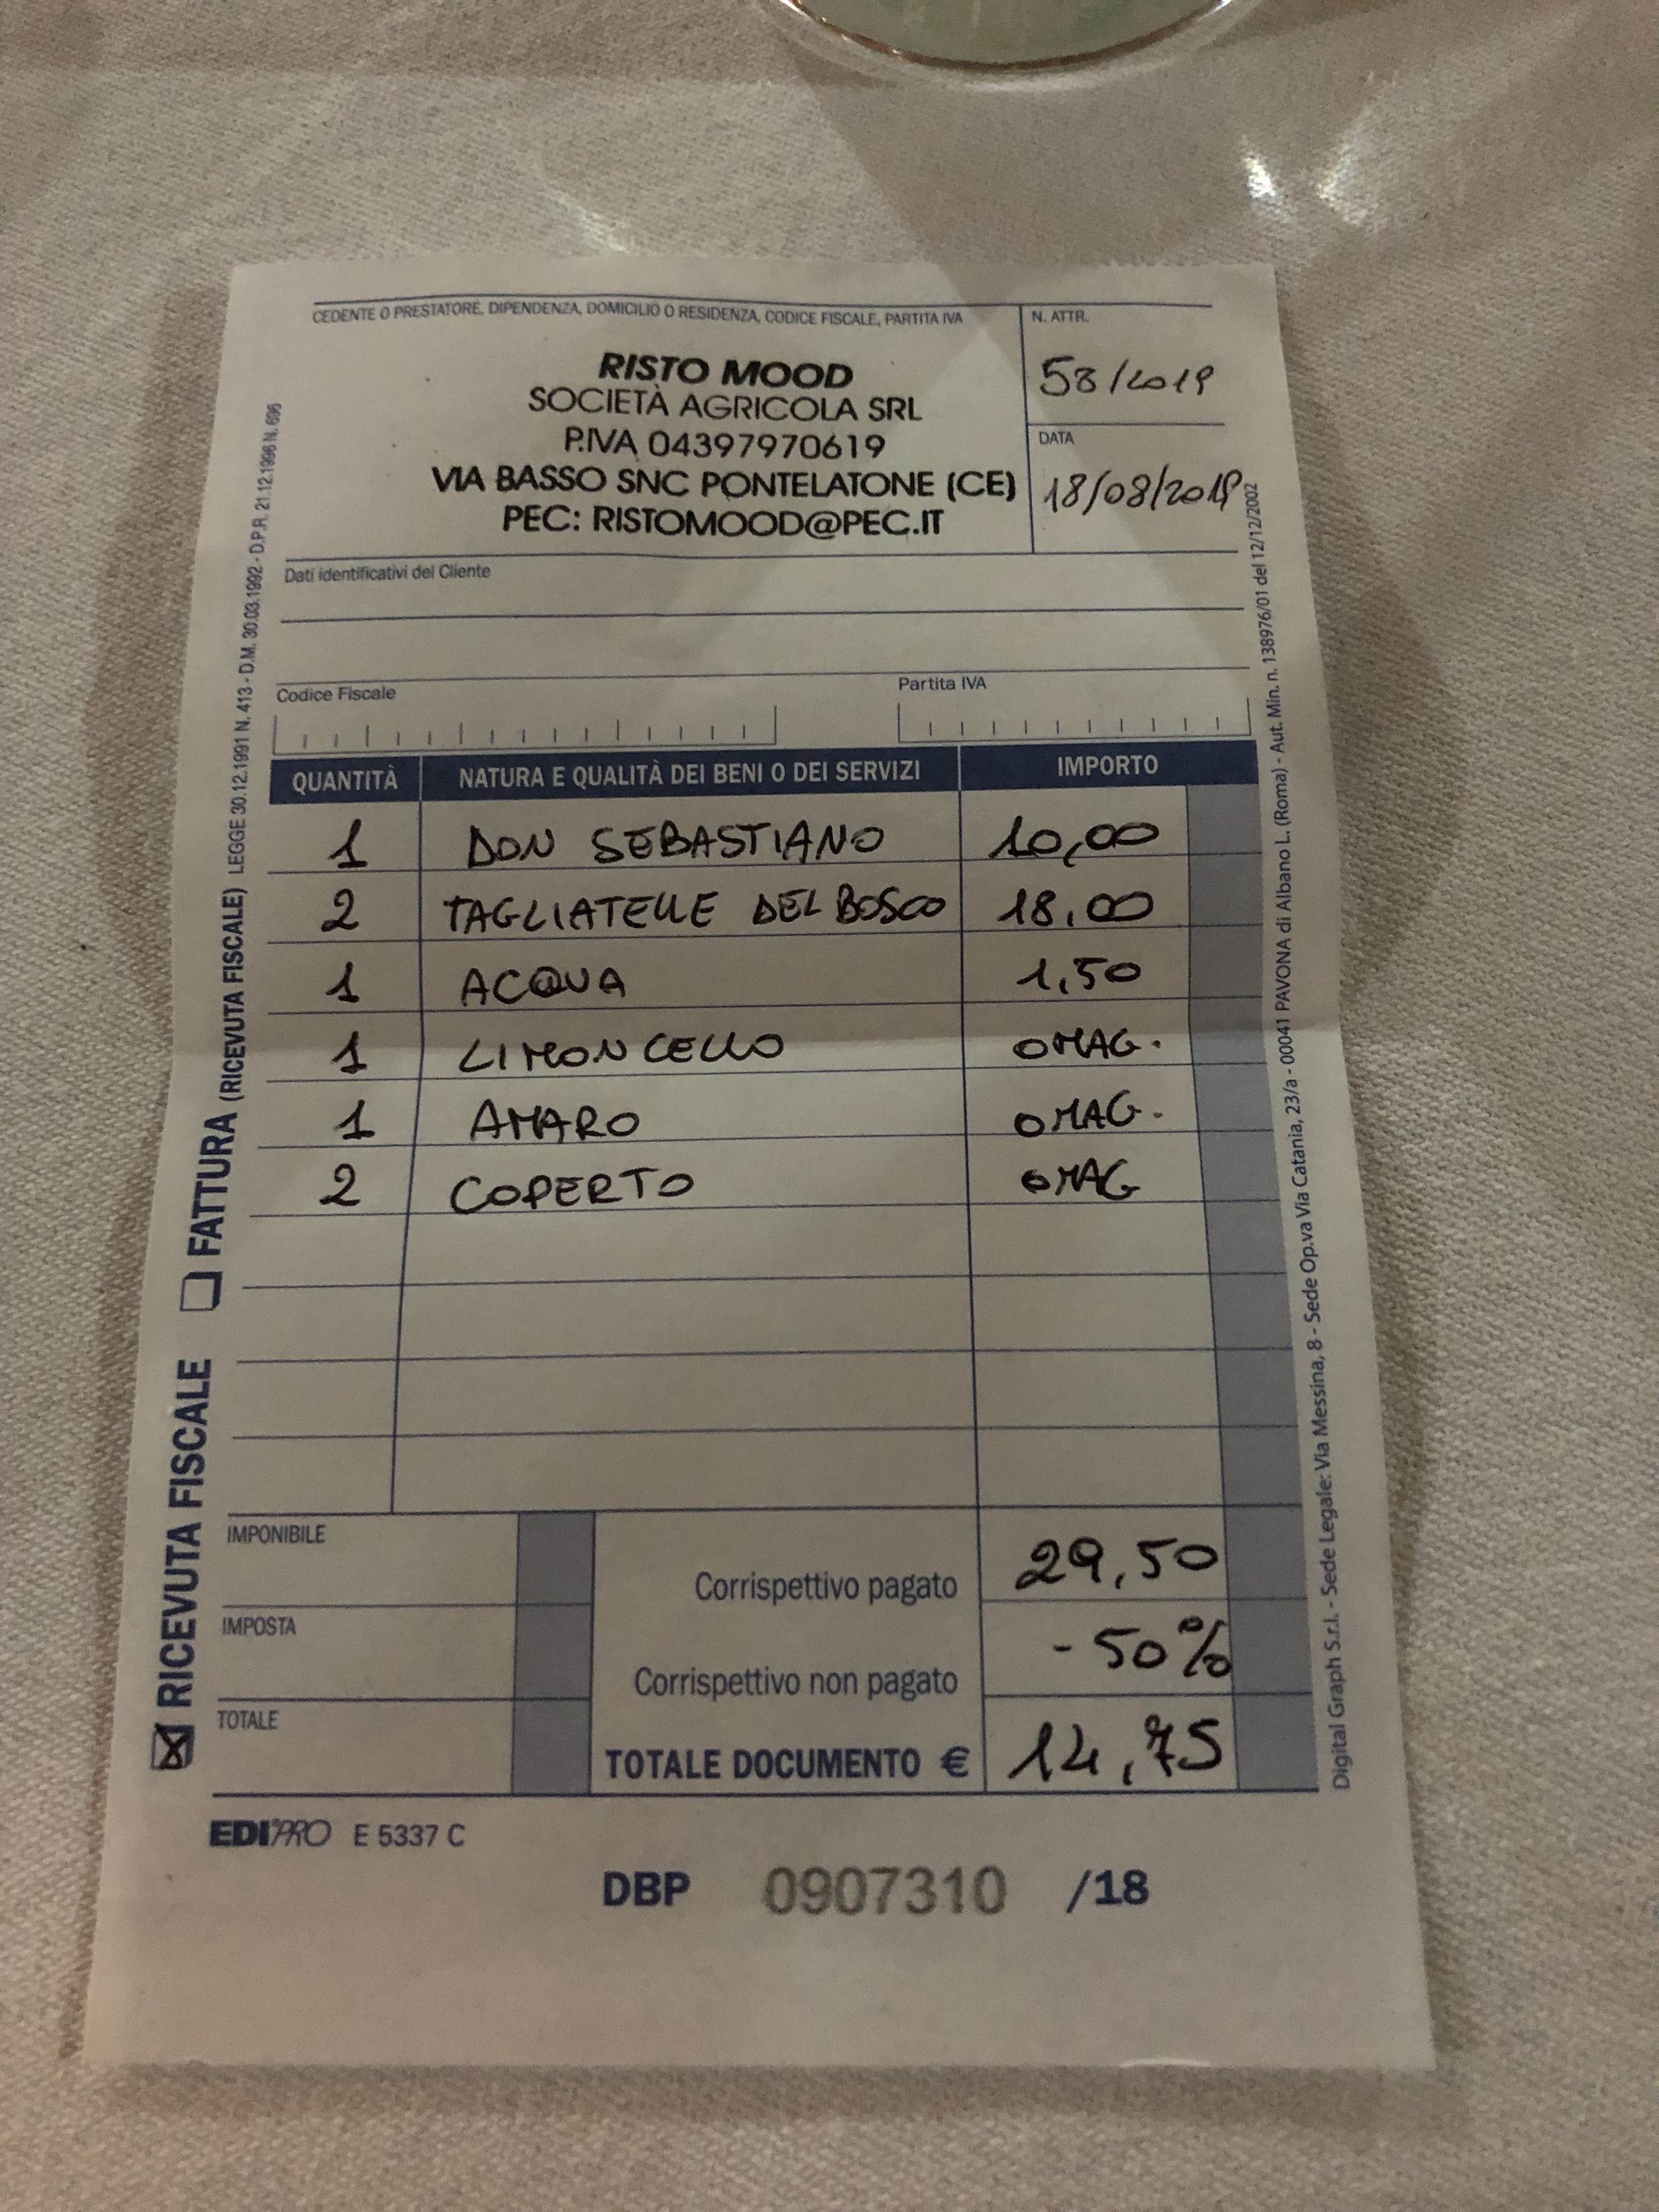 CEDENTE O PRESTATORE, DIPENDENZA, DOMICILIO O RESIDENZA, CODICE FISCALE, PARTITA IVA
N. ATTR.
RISTO MOOD
SOCIETÀ AGRICOLA SRL
P.IVA 04397970619
VIA BASSO SNC PONTELATONE (CE)
PEC: RISTOMOOD@PEC.IT
58/2019
DATA
18/08/2019
Dati identificativi del Cliente
Codice Fiscale
Partita IVA
QUANTITÀ NATURA E QUALITÀ DEI BENI O DEI SERVIZI IMPORTO
1 DON SEBASTIANO 10,00
2 TAGLIATELLE DEL BOSCO 18,00
1 ACQUA 1,50
1 LIMONCELLO OMAG.
1 AMARO OMAG.
2 COPERTO OMAG
IMPONIBILE
Corrispettivo pagato 29,50
IMPOSTA
Corrispettivo non pagato - 50%
TOTALE
TOTALE DOCUMENTO € 14,75
EDIPRO E 5337 C
DBP 0907310 /18
X RICEVUTA FISCALE FATTURA (RICEVUTA FISCALE) LEGGE 30.12.1991 N. 413 - D.M. 30.03.1992 - D.P.R. 21.12.1996 N. 696
Digital Graph S.r.l. - Sede Legale: Via Messina, 8 - Sede Op.va Via Catania, 23/a - 00041 PAVONA di Albano L. (Roma) - Aut. Min. n. 138976/01 del 12/12/2002